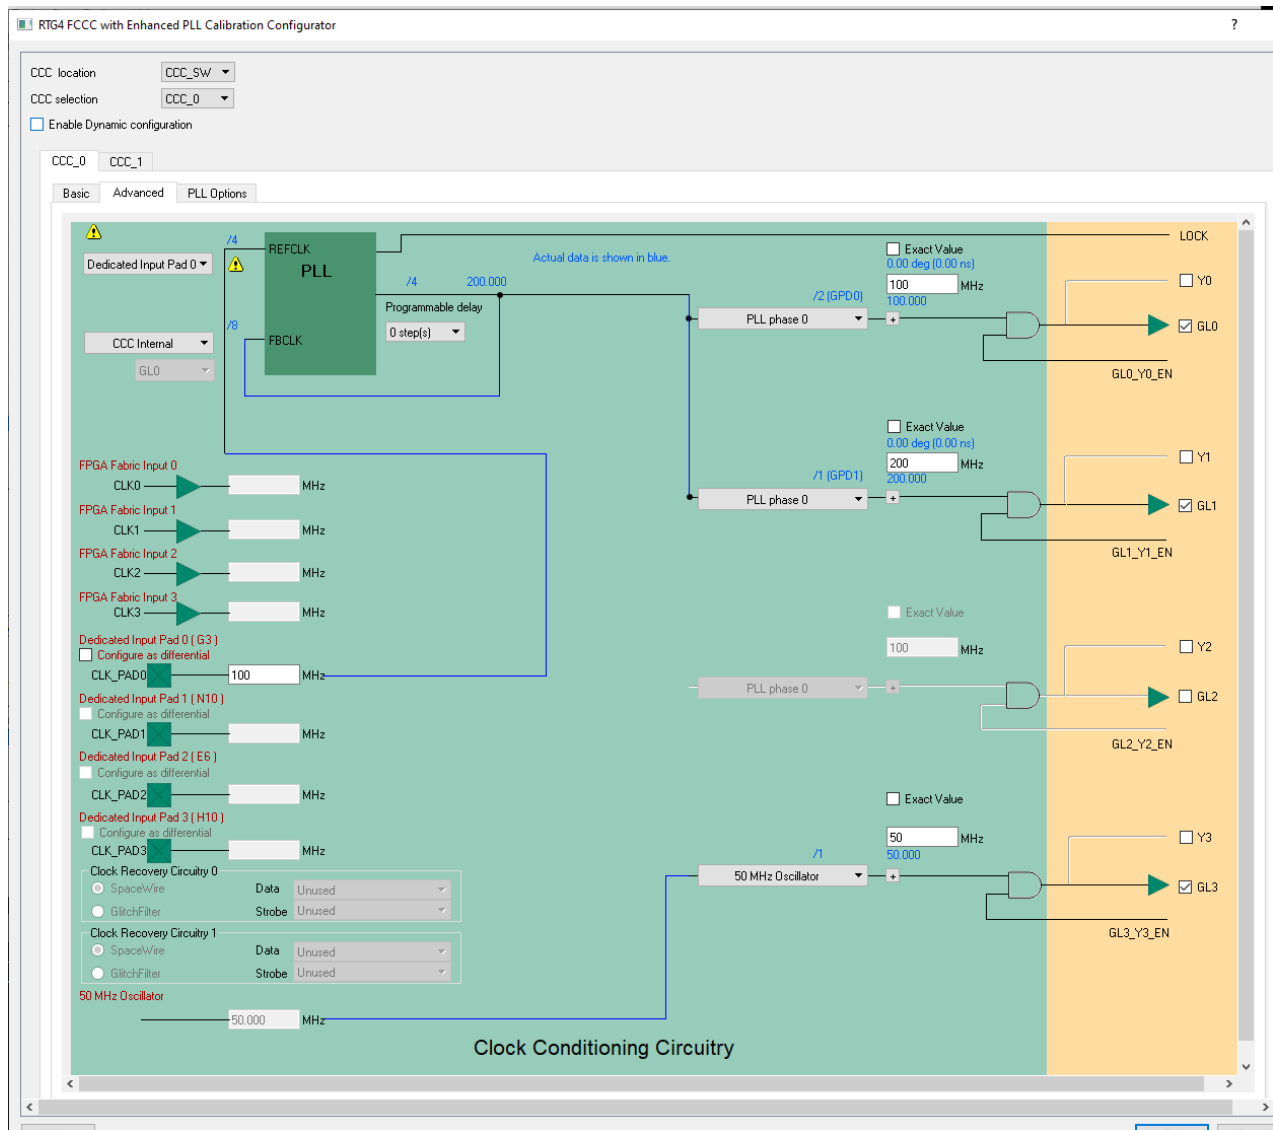 RTG4 FCCC with Enhanced PLL Calibration Configurator ?
CCC location CCC_SW
CCC selection CCC_0
Enable Dynamic configuration
CCC_0 CCC_1
Basic Advanced PLL Options
/4 REFCLK LOCK
Dedicated Input Pad 0
PLL
Actual data is shown in blue.
Exact Value
0.00 deg (0.00 ns)
/4 200.000
100 MHz Y0
/2 (GPD0) 100.000
Programmable delay
PLL phase 0 +
0 step(s)
/8
FBCLK
GL0
CCC Internal
GL0
GL0_Y0_EN
Exact Value
0.00 deg (0.00 ns)
200 MHz Y1
/1 (GPD1) 200.000
PLL phase 0 +
GL1
GL1_Y1_EN
FPGA Fabric Input 0
CLK0 MHz
FPGA Fabric Input 1
CLK1 MHz
FPGA Fabric Input 2
CLK2 MHz
FPGA Fabric Input 3
CLK3 MHz
Exact Value
100 MHz Y2
PLL phase 0 +
GL2
GL2_Y2_EN
Dedicated Input Pad 0 ( G3 )
Configure as differential
CLK_PAD0 100 MHz
Dedicated Input Pad 1 ( N10 )
Configure as differential
CLK_PAD1 MHz
Dedicated Input Pad 2 ( E6 )
Configure as differential
CLK_PAD2 MHz
Dedicated Input Pad 3 ( H10 )
Configure as differential
CLK_PAD3 MHz
Exact Value
50 MHz Y3
/1 50.000
50 MHz Oscillator +
GL3
GL3_Y3_EN
Clock Recovery Circuitry 0
SpaceWire Data Unused
GlitchFilter Strobe Unused
Clock Recovery Circuitry 1
SpaceWire Data Unused
GlitchFilter Strobe Unused
50 MHz Oscillator
50.000 MHz
Clock Conditioning Circuitry